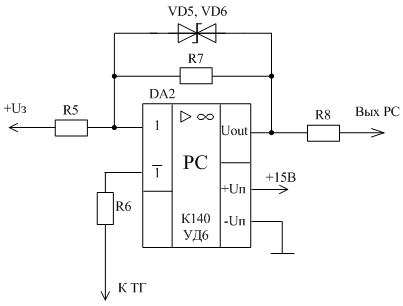 VD5, VD6
R7
DA2
+Uз
R5
1
▷ ∞
Uout
R8
Вых РС
1
РС
+15В
+Uп
R6
К140
УД6
-Uп
К ТГ